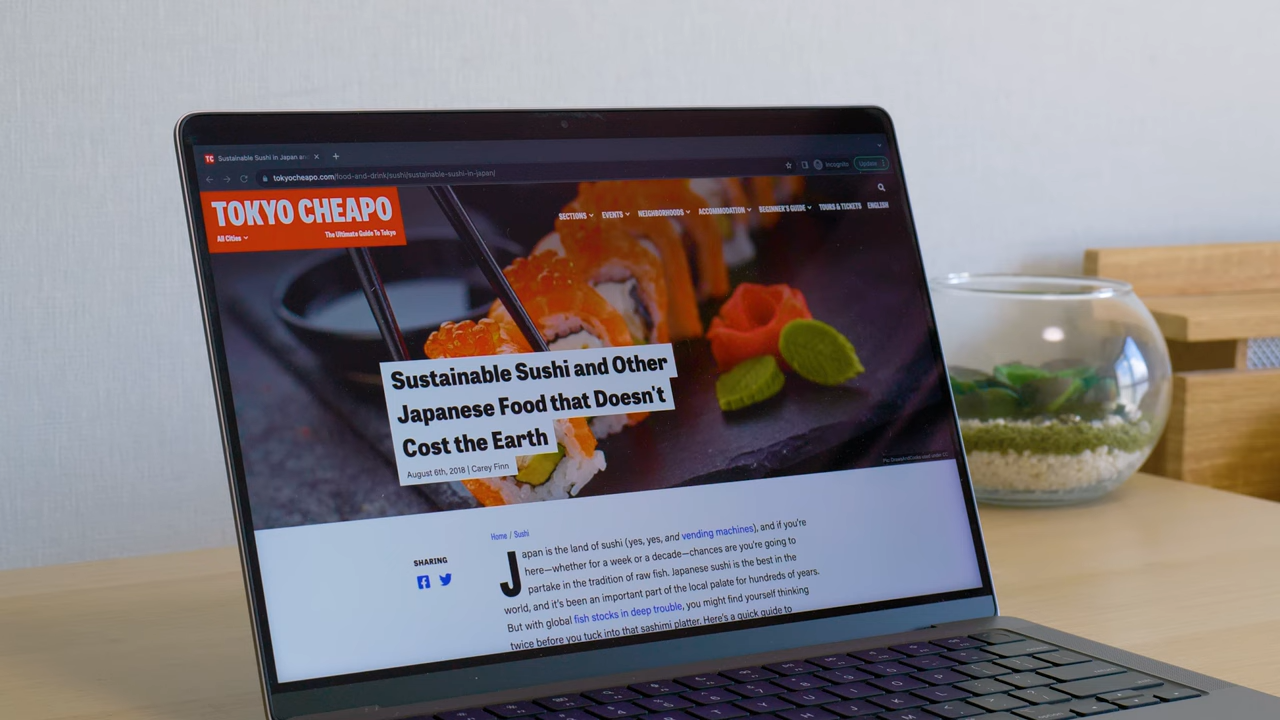 Sustainable Sushi in Japan an
tokyocheapo.com/food-and-drink/sushi/sustainable-sushi-in-japan/
Incognito
Update
TOKYO CHEAPO
All Cities
The Ultimate Guide To Tokyo
SECTIONS
EVENTS
NEIGHBORHOODS
ACCOMMODATION
BEGINNER'S GUIDE
TOURS & TICKETS
ENGLISH
Sustainable Sushi and Other
Japanese Food that Doesn't
Cost the Earth
August 6th, 2018 | Carey Finn
Home / Sushi
SHARING
Japan is the land of sushi (yes, yes, and vending machines), and if you're
here—whether for a week or a decade—chances are you're going to
partake in the tradition of raw fish. Japanese sushi is the best in the
world, and it's been an important part of the local palate for hundreds of years.
But with global fish stocks in deep trouble, you might find yourself thinking
twice before you tuck into that sashimi platter. Here's a quick guide to